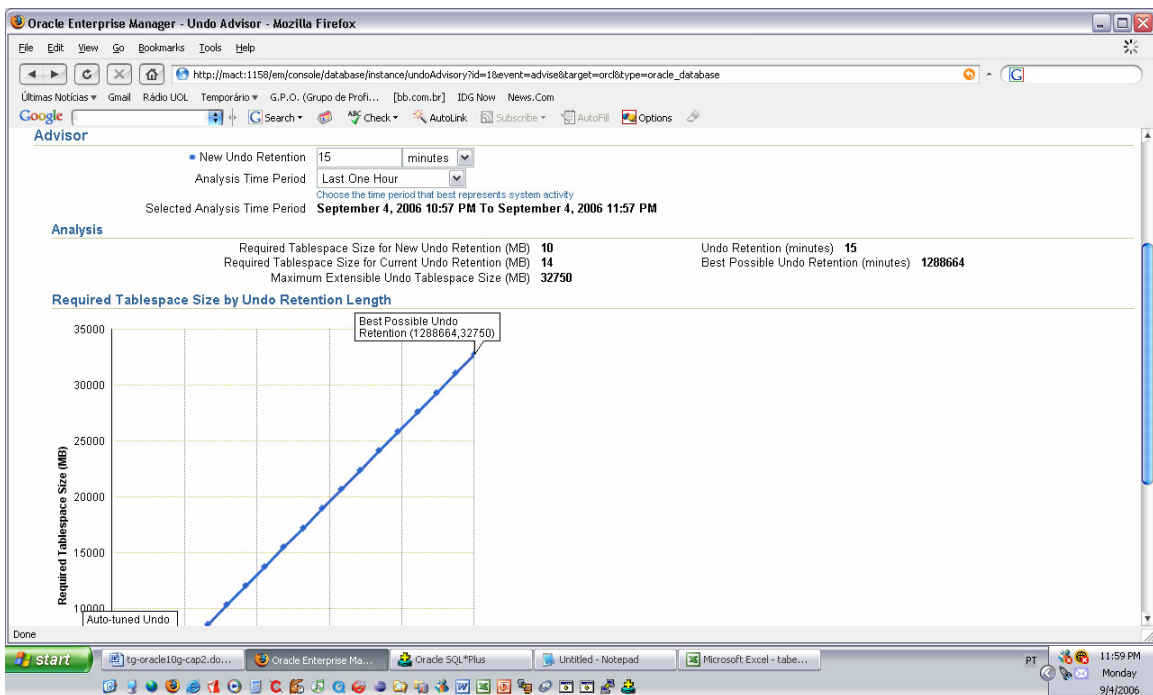 Oracle Enterprise Manager - Undo Advisor - Mozilla Firefox
File Edit View Go Bookmarks Tools Help
http://mact:1158/em/console/database/instance/undoAdvisory?id=1&event=advise&target=orcl&type=oracle_database
Últimas Notícias Gmail Rádio UOL Temporário G.P.O. (Grupo de Profi... [bb.com.br] IDG Now News.Com
Google Search ABC Check AutoLink Subscribe AutoFill Options
Advisor
New Undo Retention 15 minutes
Analysis Time Period Last One Hour
Choose the time period that best represents system activity
Selected Analysis Time Period September 4, 2006 10:57 PM To September 4, 2006 11:57 PM
Analysis
Required Tablespace Size for New Undo Retention (MB) 10 Undo Retention (minutes) 15
Required Tablespace Size for Current Undo Retention (MB) 14 Best Possible Undo Retention (minutes) 1288664
Maximum Extensible Undo Tablespace Size (MB) 32750
Required Tablespace Size by Undo Retention Length
Best Possible Undo
Retention (1288664,32750)
35000
30000
25000
20000
15000
10000
Required Tablespace Size (MB)
Auto-tuned Undo
Done
start tg-oracle10g-cap2.do... Oracle Enterprise Ma... Oracle SQL*Plus Untitled - Notepad Microsoft Excel - tabe... PT 11:59 PM
Monday
9/4/2006